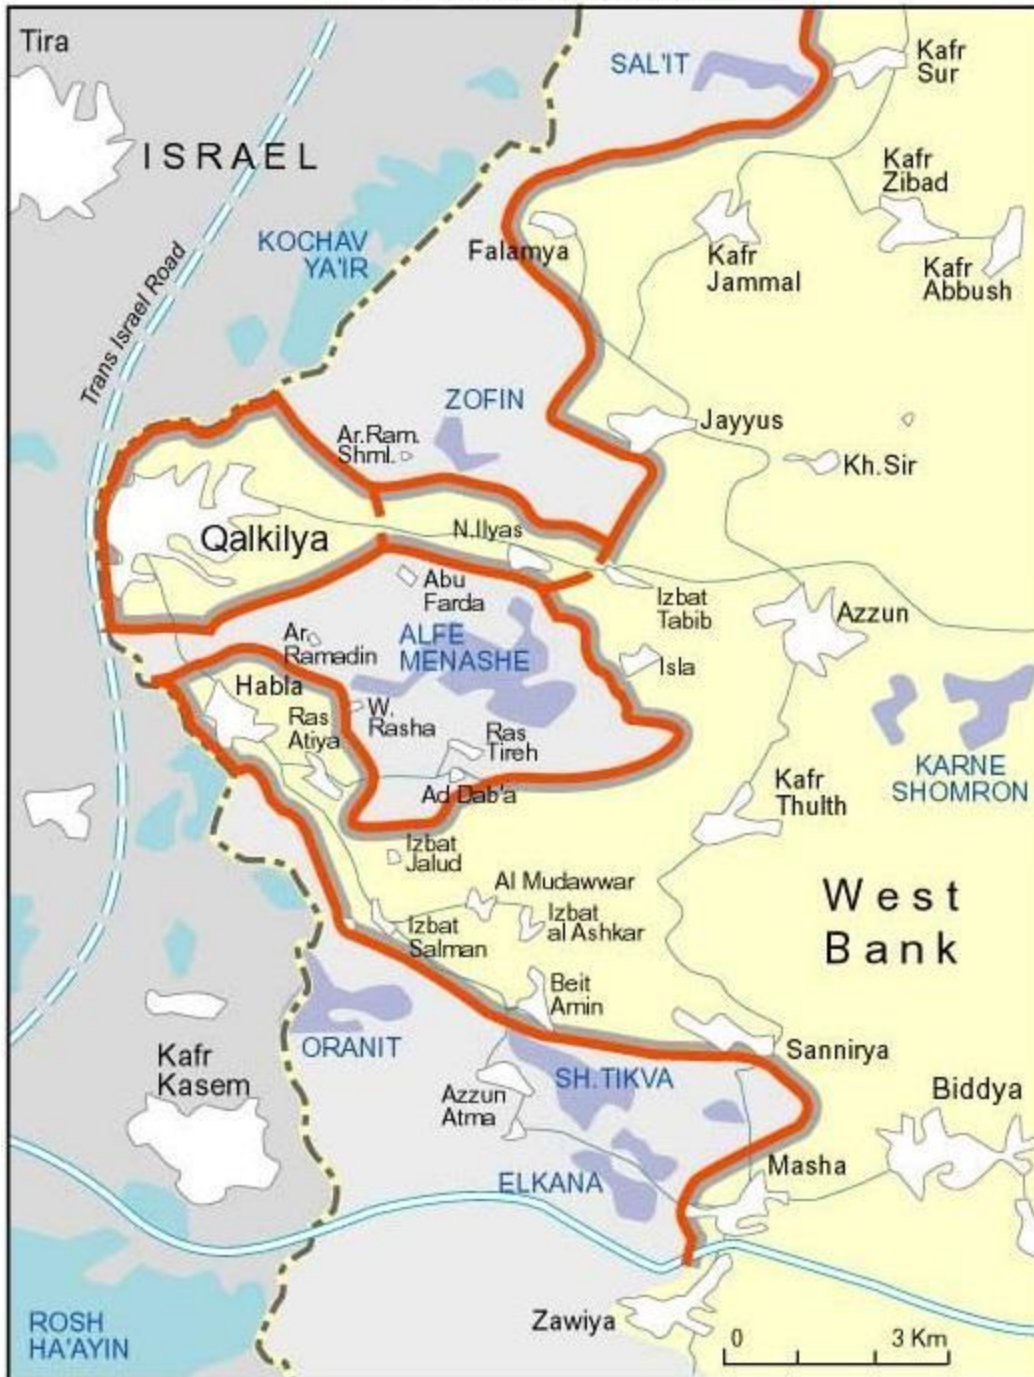 Tira
SAL'IT
Kafr
Sur
ISRAEL
Kafr
Zibad
KOCHAV
YA'IR
Falamya
Kafr
Jammal
Kafr
Abbush
Trans Israel Road
ZOFIN
Ar.Ram.
Shml.
Jayyus
Kh.Sir
Qalkilya
N.Ilyas
Abu
Farda
Izbat
Tabib
Azzun
Ar.
Ramadin
ALFE
MENASHE
Isla
Habla
W.
Rasha
Ras
Atiya
Ras
Tireh
Ad Dab'a
KARNE
SHOMRON
Kafr
Thulth
Izbat
Jalud
Al Mudawwar
Izbat
Salman
Izbat
al Ashkar
West
Bank
Beit
Amin
ORANIT
Sannirya
Kafr
Kasem
SH.TIKVA
Azzun
Atma
Biddya
Masha
ELKANA
Zawiya
ROSH
HA'AYIN
0 3 Km